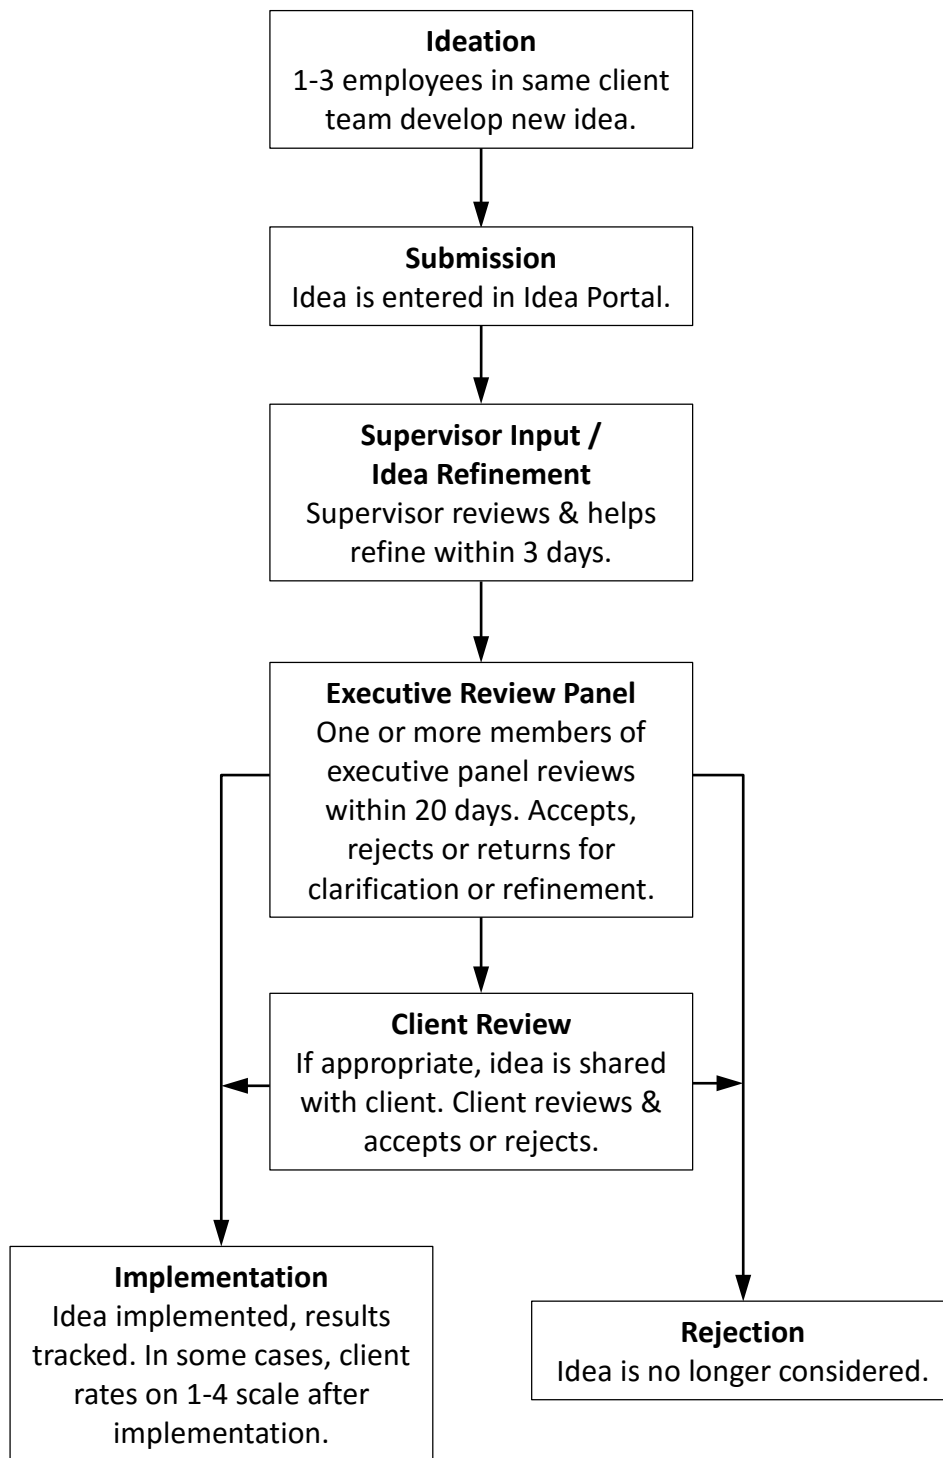 Ideation
1-3 employees in same client
team develop new idea.
Submission
Idea is entered in Idea Portal.
Supervisor Input /
Idea Refinement
Supervisor reviews & helps
refine within 3 days.
Executive Review Panel
One or more members of
executive panel reviews
within 20 days. Accepts,
rejects or returns for
clarification or refinement.
Client Review
If appropriate, idea is shared
with client. Client reviews &
accepts or rejects.
Implementation
Idea implemented, results
tracked. In some cases, client
rates on 1-4 scale after
implementation.
Rejection
Idea is no longer considered.